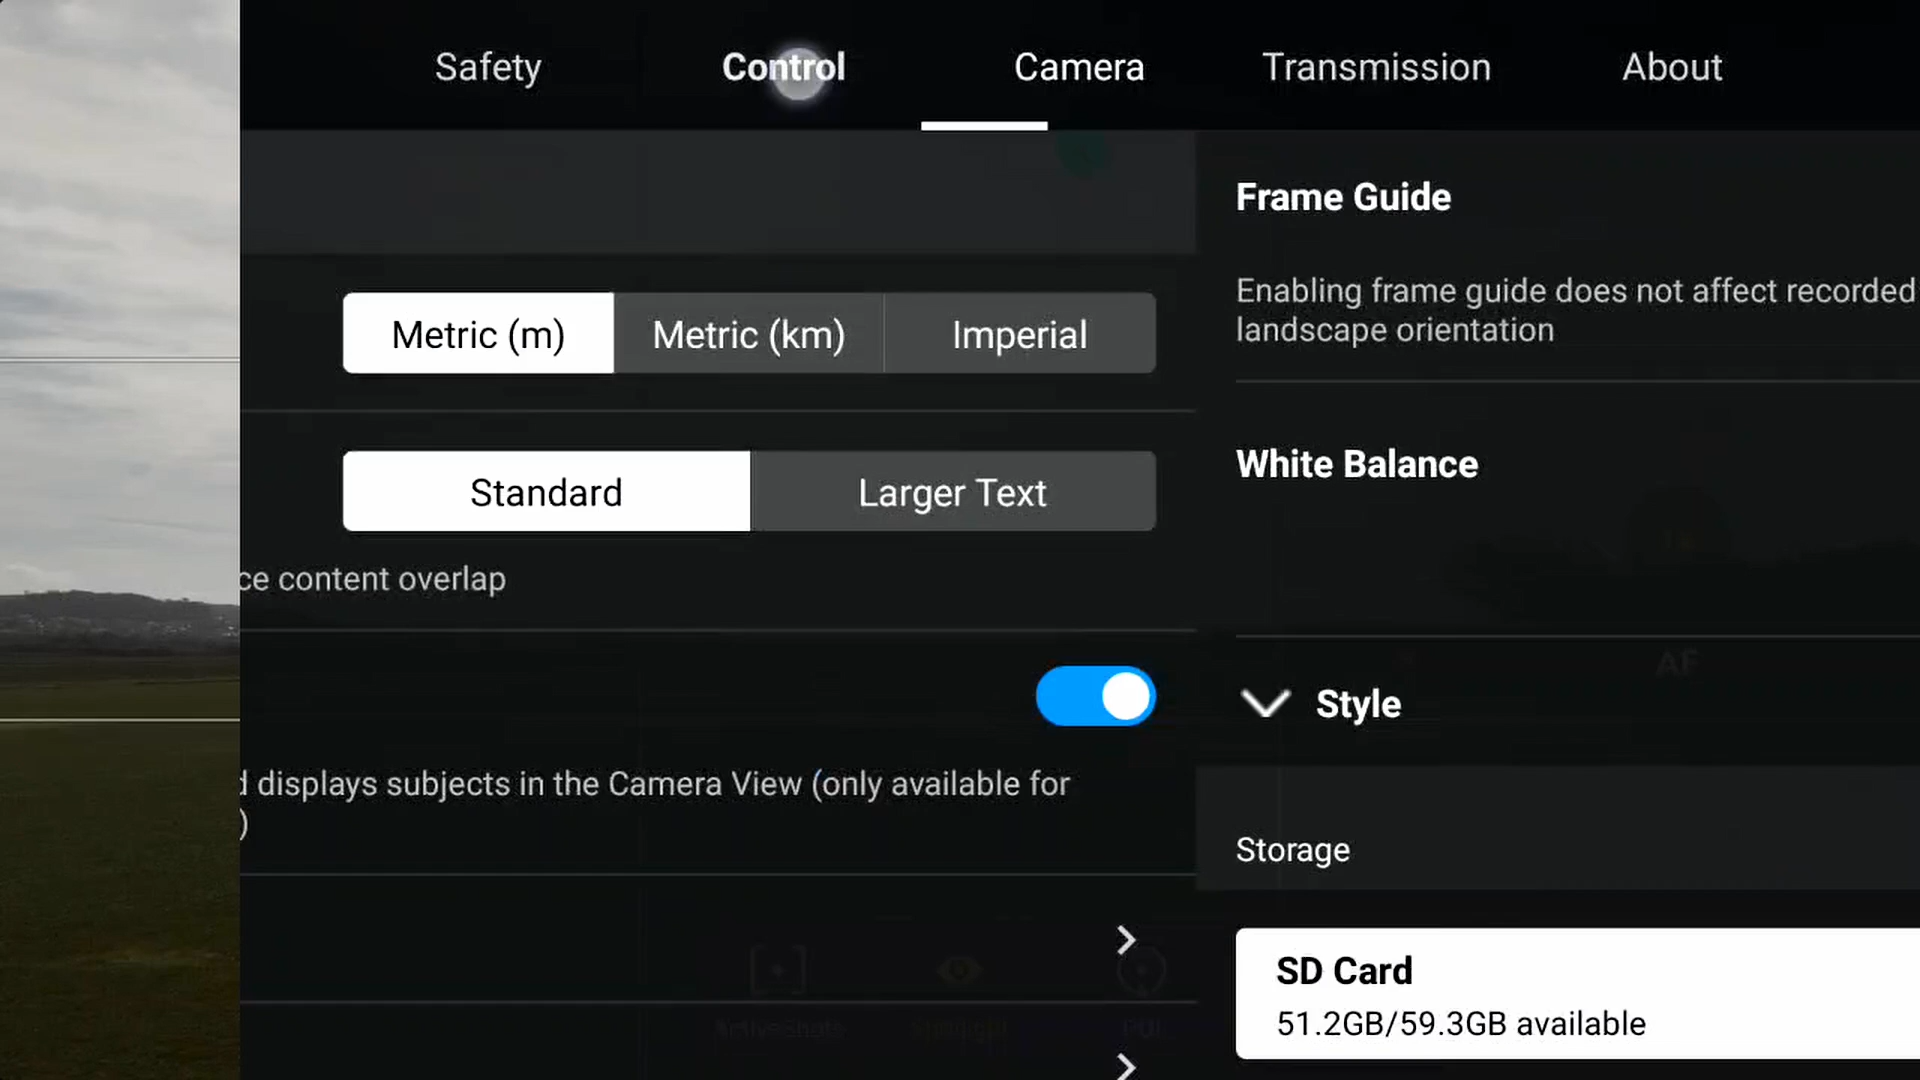 Safety Control Camera Transmission About
Metric (m) Metric (km) Imperial
Standard Larger Text
ce content overlap
displays subjects in the Camera View (only available for
)
Frame Guide
Enabling frame guide does not affect recorded
landscape orientation
White Balance
AF
Style
Storage
SD Card
51.2GB/59.3GB available